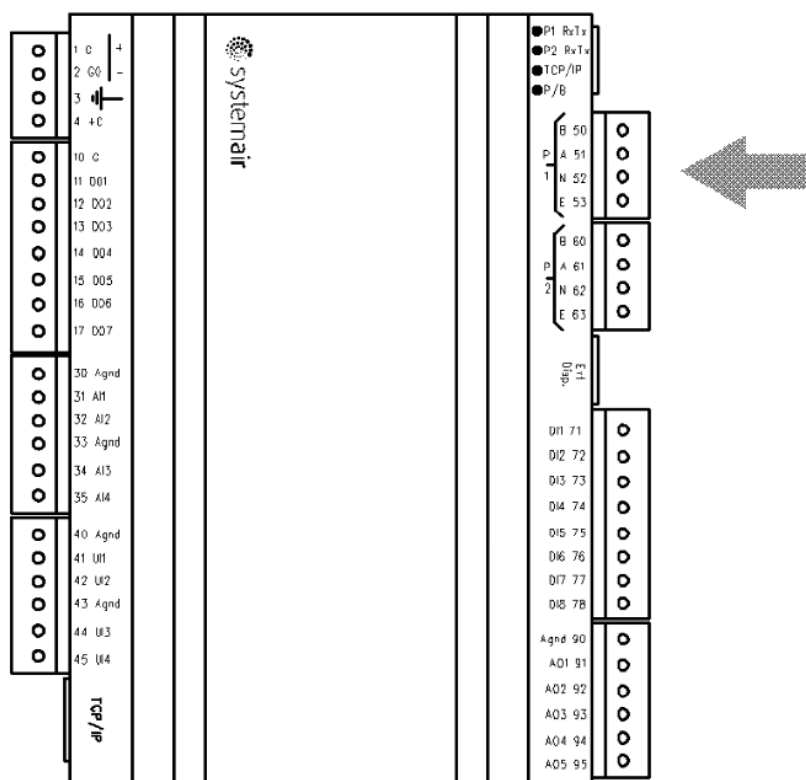 1 C +
2 G0 -
3
4 +C
10 G
11 DO1
12 DO2
13 DO3
14 DO4
15 DO5
16 DO6
17 DO7
30 Agnd
31 AI1
32 AI2
33 Agnd
34 AI3
35 AI4
40 Agnd
41 UI1
42 UI2
43 Agnd
44 UI3
45 UI4
TCP/IP
systemair
P1 RxTx
P2 RxTx
TCP/IP
P/B
P 1
B 50
A 51
N 52
E 53
P 2
B 60
A 61
N 62
E 63
Ext
Disp.
DI1 71
DI2 72
DI3 73
DI4 74
DI5 75
DI6 76
DI7 77
DI8 78
Agnd 90
AO1 91
AO2 92
AO3 93
AO4 94
AO5 95